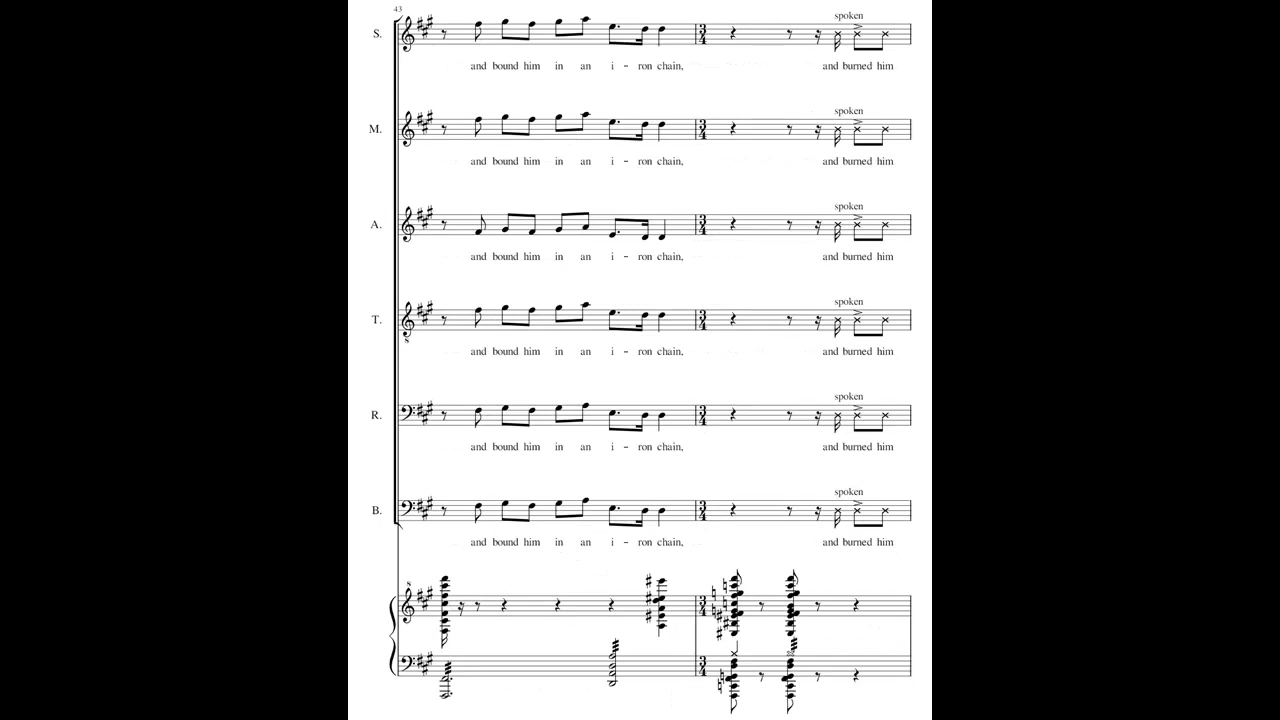 43
S.
spoken
and bound him in an i - ron chain, and burned him
M.
spoken
and bound him in an i - ron chain, and burned him
A.
spoken
and bound him in an i - ron chain, and burned him
T.
spoken
and bound him in an i - ron chain, and burned him
R.
spoken
and bound him in an i - ron chain, and burned him
B.
spoken
and bound him in an i - ron chain, and burned him